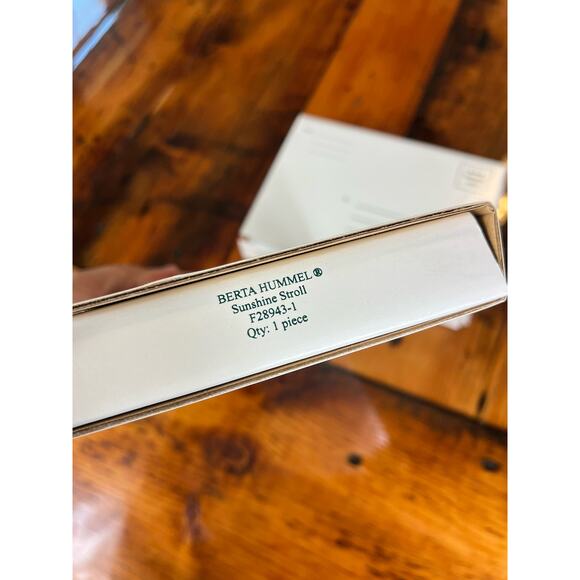 BERTA HUMMEL®
Sunshine Stroll
F28943-1
Qty: 1 piece